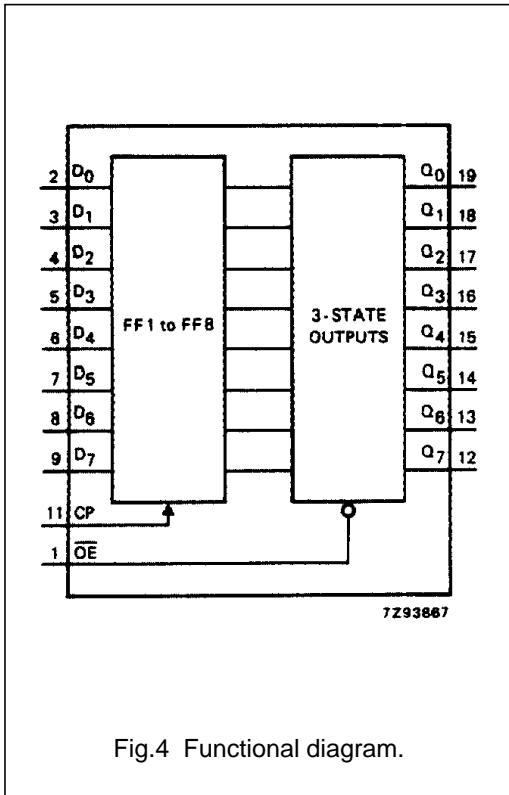 2 D0 Q0 19
3 D1 Q1 18
4 D2 Q2 17
5 D3 Q3 16
FF1 to FF8 3-STATE
OUTPUTS
6 D4 Q4 15
7 D5 Q5 14
8 D6 Q6 13
9 D7 Q7 12
11 CP
1 O̅E̅
7Z93867
Fig.4 Functional diagram.